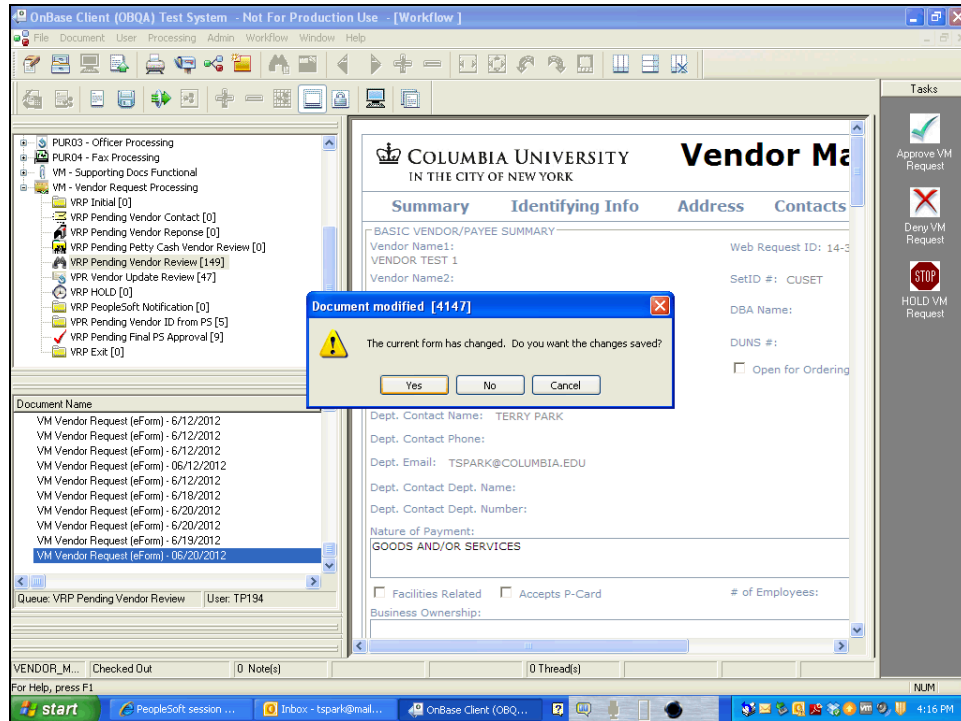 OnBase Client (OBQA) Test System - Not For Production Use - [Workflow ]
File Document User Processing Admin Workflow Window Help
Tasks
PUR03 - Officer Processing
PUR04 - Fax Processing
VM - Supporting Docs Functional
VM - Vendor Request Processing
VRP Initial [0]
VRP Pending Vendor Contact [0]
VRP Pending Vendor Reponse [0]
VRP Pending Petty Cash Vendor Review [0]
VRP Pending Vendor Review [149]
VPR Vendor Update Review [47]
VRP HOLD [0]
VRP PeopleSoft Notification [0]
VPR Pending Vendor ID from PS [5]
VRP Pending Final PS Approval [9]
VRP Exit [0]
Document Name
VM Vendor Request (eForm) - 6/12/2012
VM Vendor Request (eForm) - 6/12/2012
VM Vendor Request (eForm) - 6/12/2012
VM Vendor Request (eForm) - 06/12/2012
VM Vendor Request (eForm) - 6/12/2012
VM Vendor Request (eForm) - 6/18/2012
VM Vendor Request (eForm) - 6/20/2012
VM Vendor Request (eForm) - 6/20/2012
VM Vendor Request (eForm) - 6/19/2012
VM Vendor Request (eForm) - 06/20/2012
Queue: VRP Pending Vendor Review User: TP194
COLUMBIA UNIVERSITY
IN THE CITY OF NEW YORK
Vendor Ma
Summary Identifying Info Address Contacts
BASIC VENDOR/PAYEE SUMMARY
Vendor Name1:
VENDOR TEST 1
Web Request ID: 14-3
Vendor Name2:
SetID #: CUSET
DBA Name:
DUNS #:
Open for Ordering
Document modified [4147]
The current form has changed. Do you want the changes saved?
Yes No Cancel
Dept. Contact Name: TERRY PARK
Dept. Contact Phone:
Dept. Email: TSPARK@COLUMBIA.EDU
Dept. Contact Dept. Name:
Dept. Contact Dept. Number:
Nature of Payment:
GOODS AND/OR SERVICES
Facilities Related Accepts P-Card # of Employees:
Business Ownership:
Approve VM Request
Deny VM Request
STOP
HOLD VM Request
VENDOR_M... Checked Out 0 Note(s) 0 Thread(s)
For Help, press F1 NUM
start PeopleSoft session ... Inbox - tspark@mail... OnBase Client (OBQ... 4:16 PM